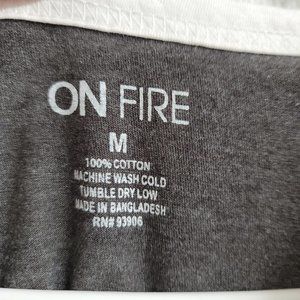 ON FIRE
M
100% COTTON
MACHINE WASH COLD
TUMBLE DRY LOW
MADE IN BANGLADESH
RN# 93906